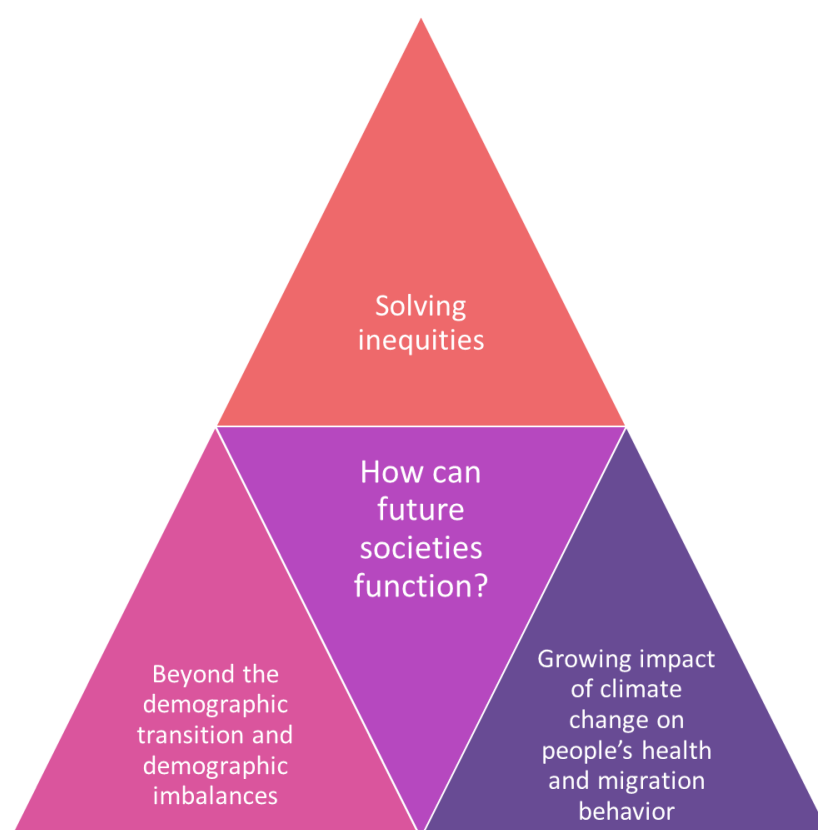 Solving
inequities
How can
future
societies
function?
Beyond the
demographic
transition and
demographic
imbalances
Growing impact
of climate
change on
people’s health
and migration
behavior